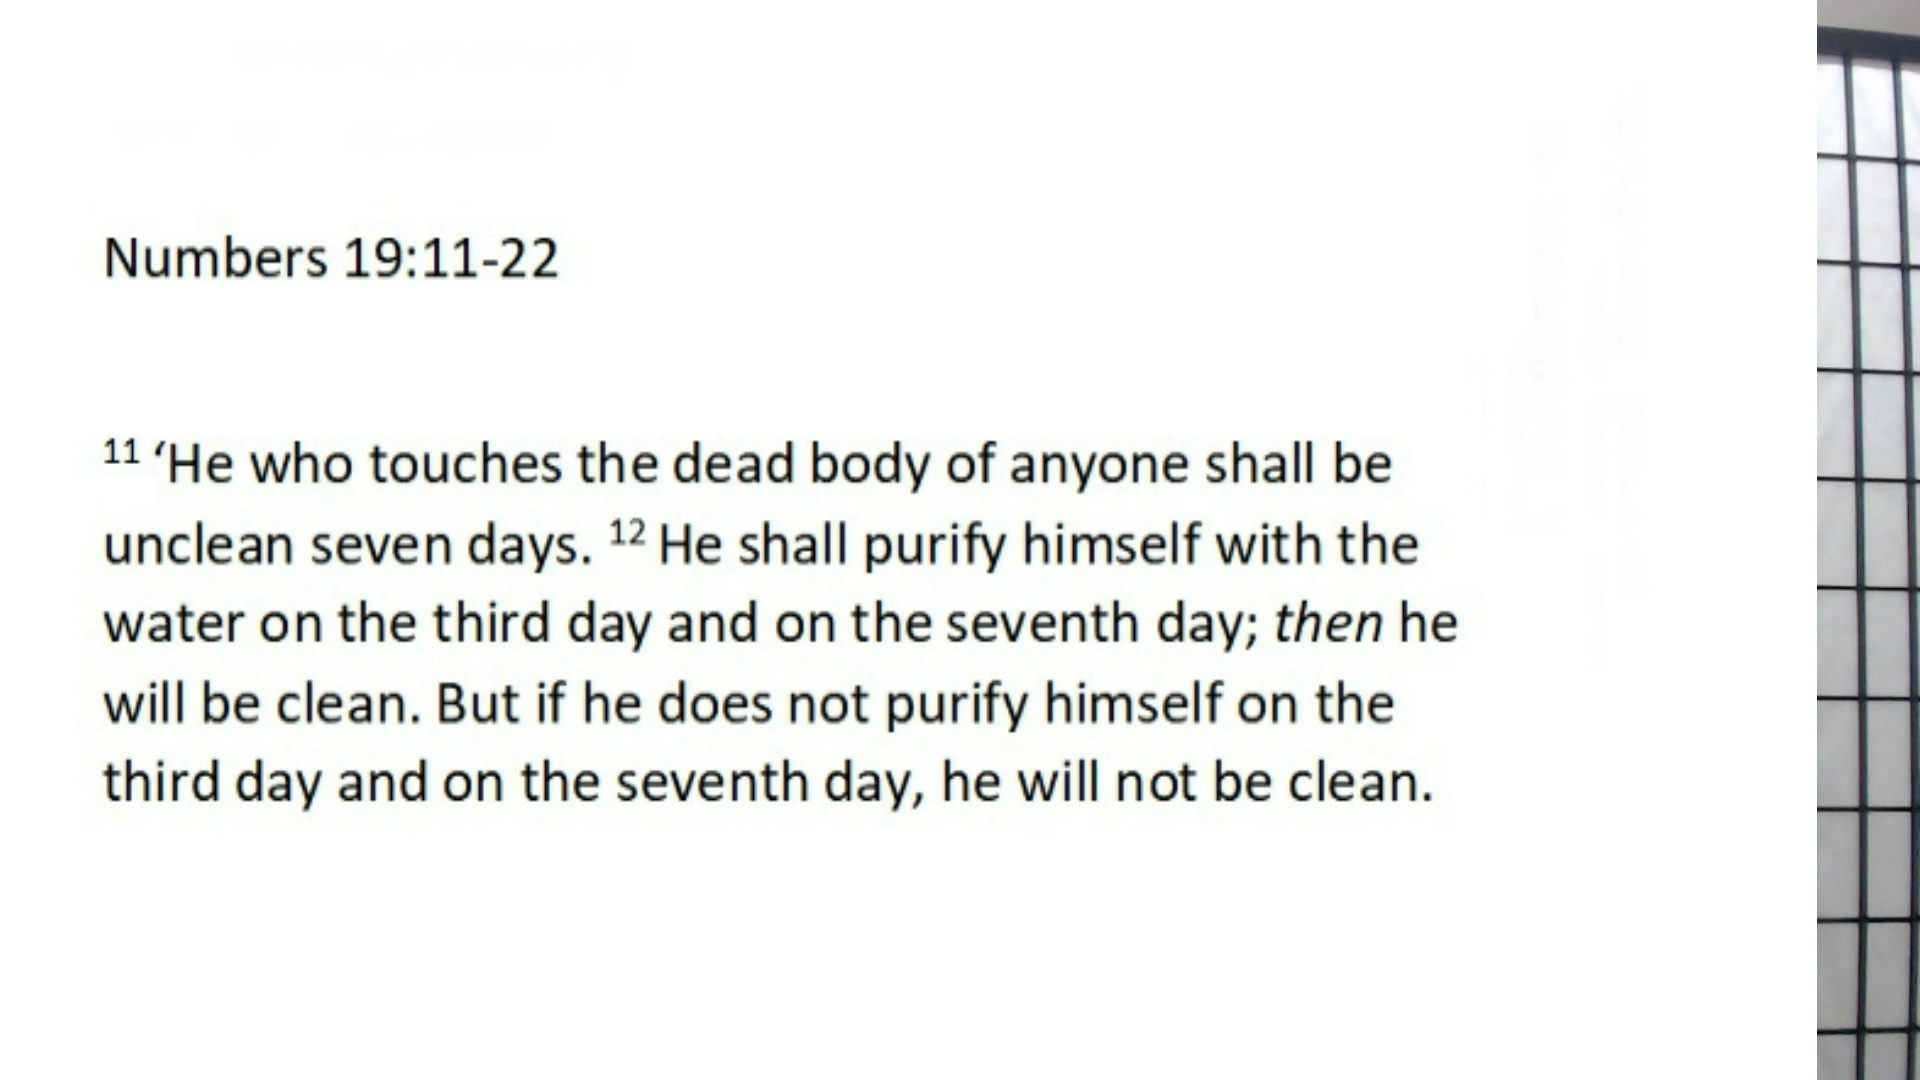 Numbers 19:11-22
11 ‘He who touches the dead body of anyone shall be
unclean seven days. 12 He shall purify himself with the
water on the third day and on the seventh day; then he
will be clean. But if he does not purify himself on the
third day and on the seventh day, he will not be clean.